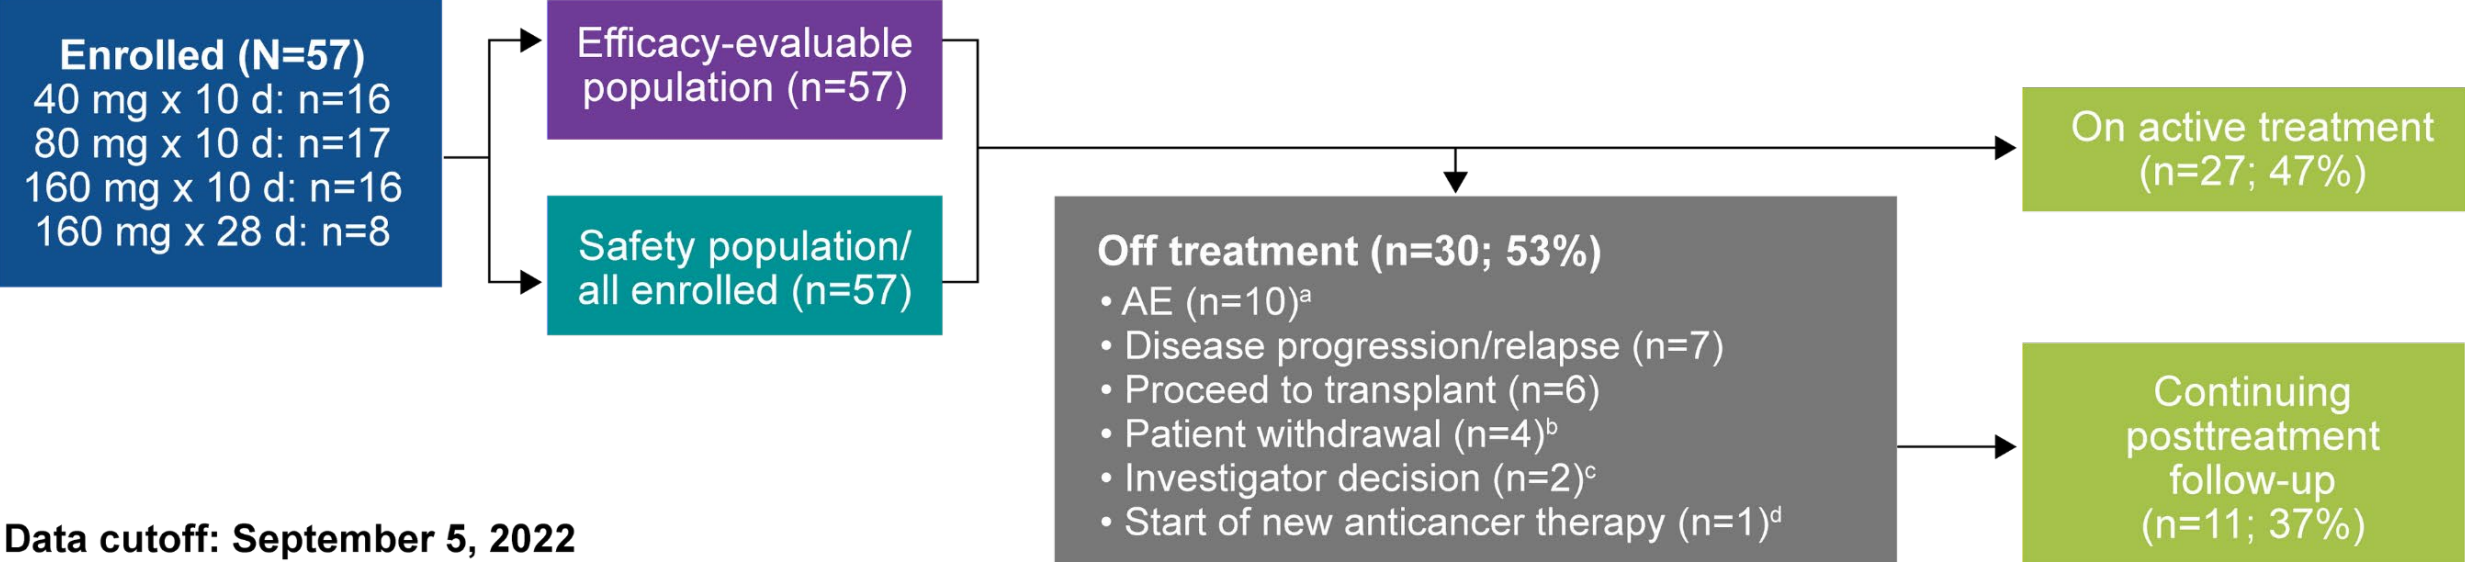 Enrolled (N=57)
40 mg x 10 d: n=16
80 mg x 10 d: n=17
160 mg x 10 d: n=16
160 mg x 28 d: n=8
Efficacy-evaluable
population (n=57)
Safety population/
all enrolled (n=57)
On active treatment
(n=27; 47%)
Off treatment (n=30; 53%)
• AE (n=10)ᵃ
• Disease progression/relapse (n=7)
• Proceed to transplant (n=6)
• Patient withdrawal (n=4)ᵇ
• Investigator decision (n=2)ᶜ
• Start of new anticancer therapy (n=1)ᵈ
Continuing
posttreatment
follow-up
(n=11; 37%)
Data cutoff: September 5, 2022